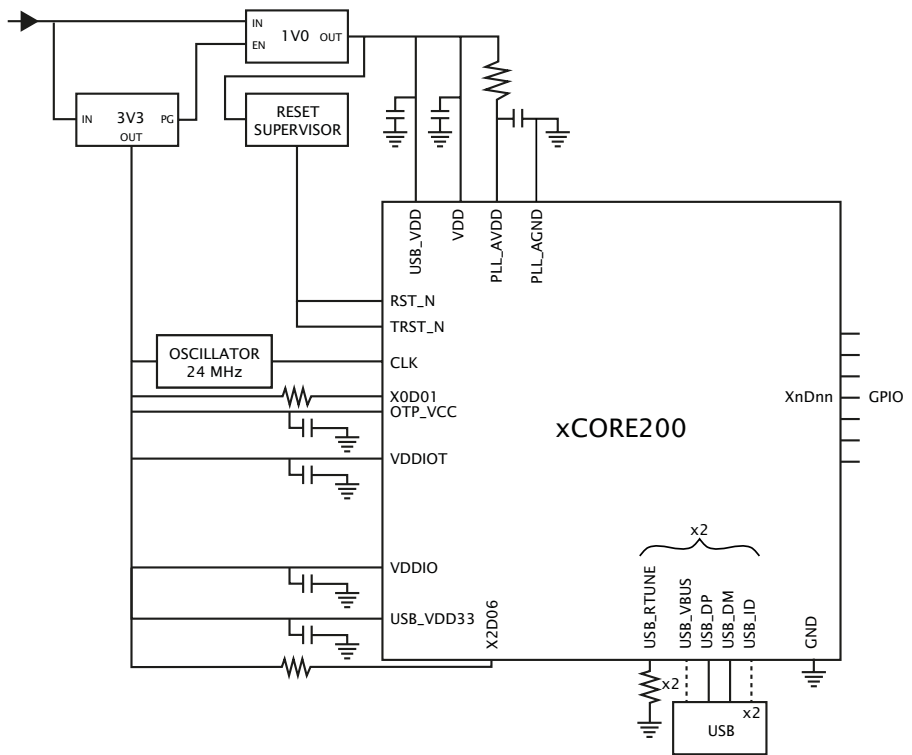 IN
1V0
OUT
EN
IN
3V3
PG
OUT
RESET
SUPERVISOR
USB_VDD
VDD
PLL_AVDD
PLL_AGND
RST_N
TRST_N
OSCILLATOR
24 MHz
CLK
X0D01
OTP_VCC
XnDnn
GPIO
xCORE200
VDDIOT
x2
VDDIO
USB_VDD33
X2D06
USB_RTUNE
USB_VBUS
USB_DP
USB_DM
USB_ID
GND
x2
x2
USB